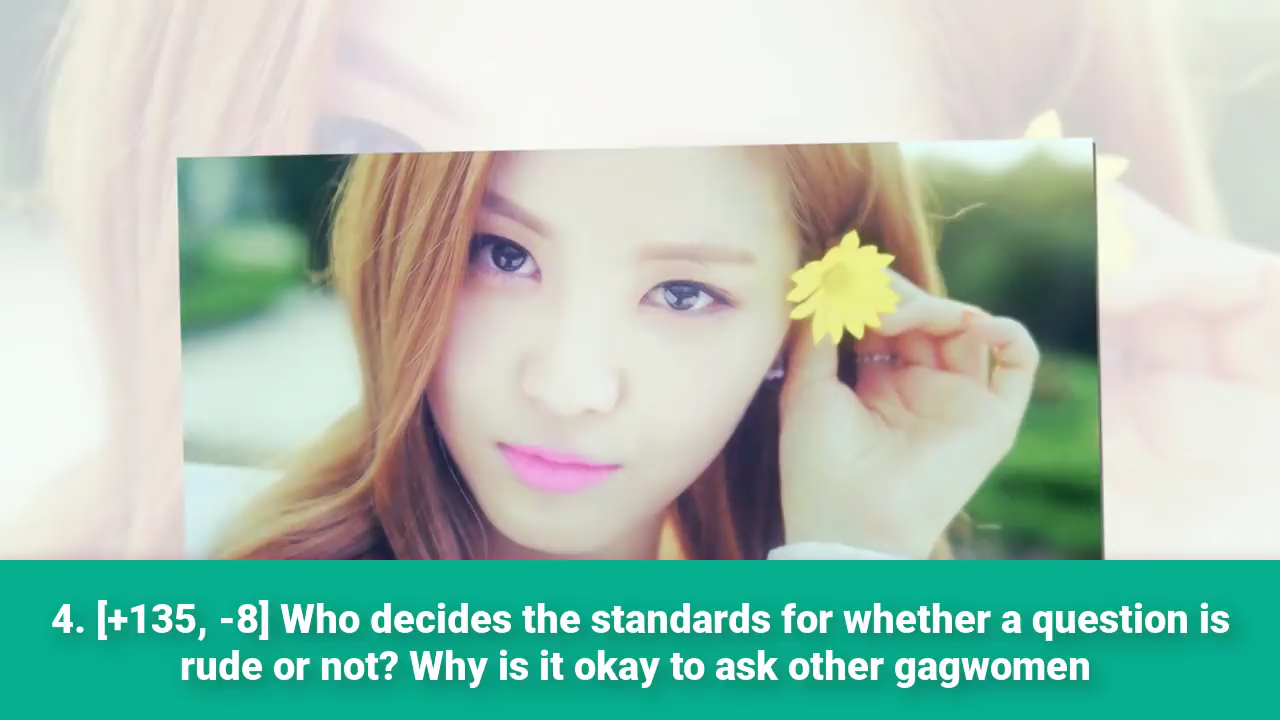 4. [+135, -8] Who decides the standards for whether a question is
rude or not? Why is it okay to ask other gagwomen